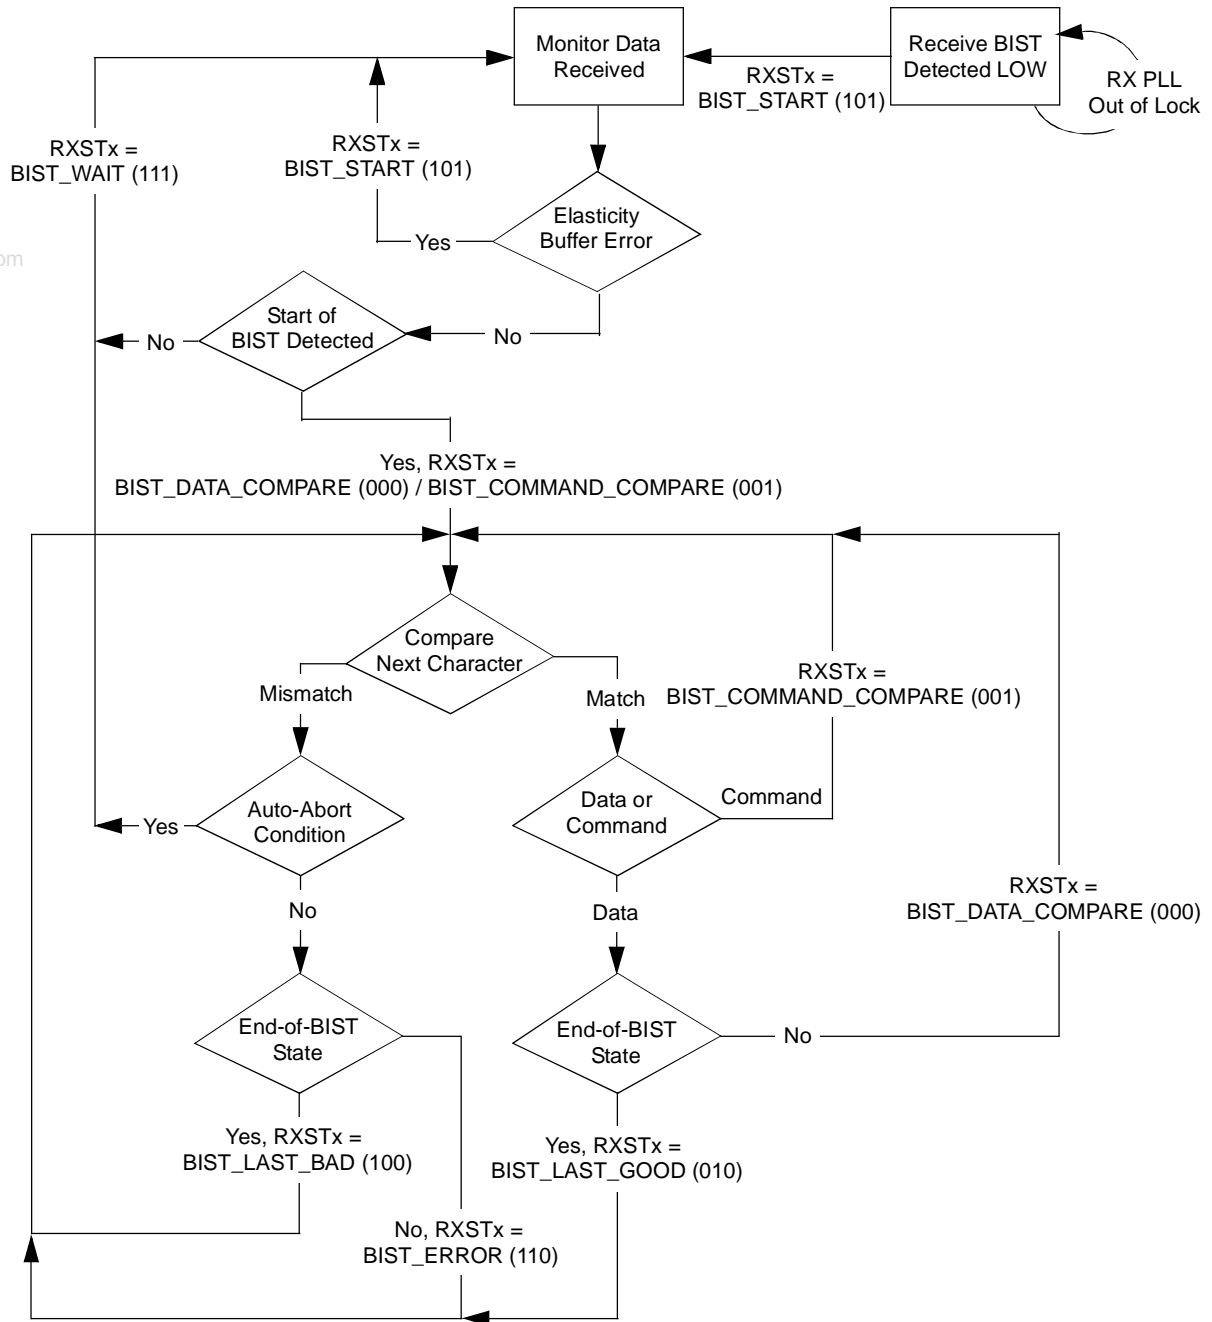 Monitor Data
Received
Receive BIST
Detected LOW
RX PLL
Out of Lock
RXSTx =
BIST_START (101)
RXSTx =
BIST_WAIT (111)
RXSTx =
BIST_START (101)
Elasticity
Buffer Error
Yes
om
Start of
BIST Detected
No
No
Yes, RXSTx =
BIST_DATA_COMPARE (000) / BIST_COMMAND_COMPARE (001)
Compare
Next Character
Mismatch
Match
RXSTx =
BIST_COMMAND_COMPARE (001)
Auto-Abort
Condition
Yes
Data or
Command
Command
No
Data
RXSTx =
BIST_DATA_COMPARE (000)
End-of-BIST
State
End-of-BIST
State
No
Yes, RXSTx =
BIST_LAST_BAD (100)
Yes, RXSTx =
BIST_LAST_GOOD (010)
No, RXSTx =
BIST_ERROR (110)